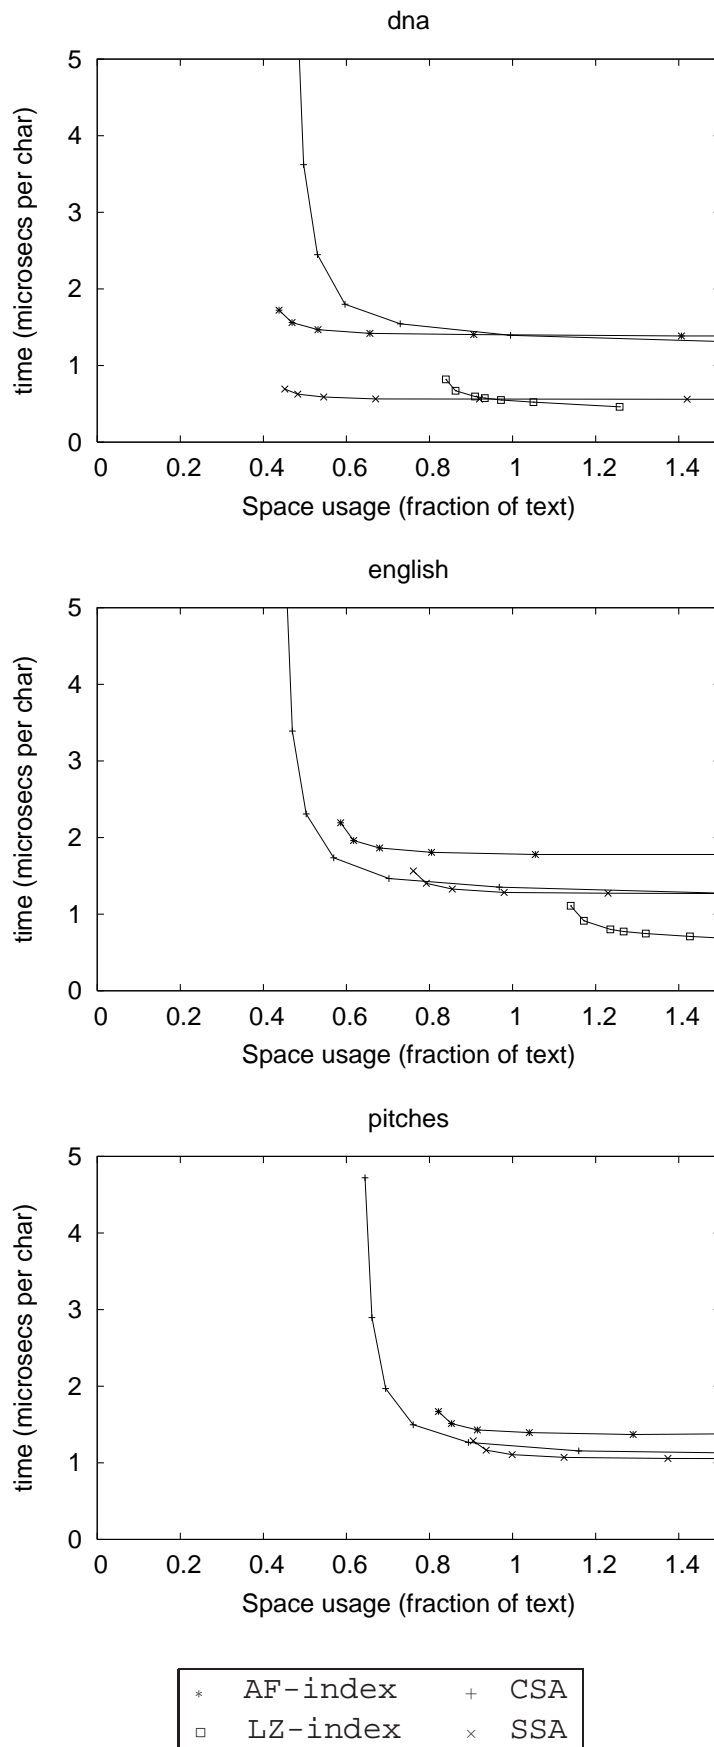 dna
5
4
3
2
1
0
time (microsecs per char)
0 0.2 0.4 0.6 0.8 1 1.2 1.4
Space usage (fraction of text)
english
5
4
3
2
1
0
time (microsecs per char)
0 0.2 0.4 0.6 0.8 1 1.2 1.4
Space usage (fraction of text)
pitches
5
4
3
2
1
0
time (microsecs per char)
0 0.2 0.4 0.6 0.8 1 1.2 1.4
Space usage (fraction of text)
AF-index CSA
LZ-index SSA